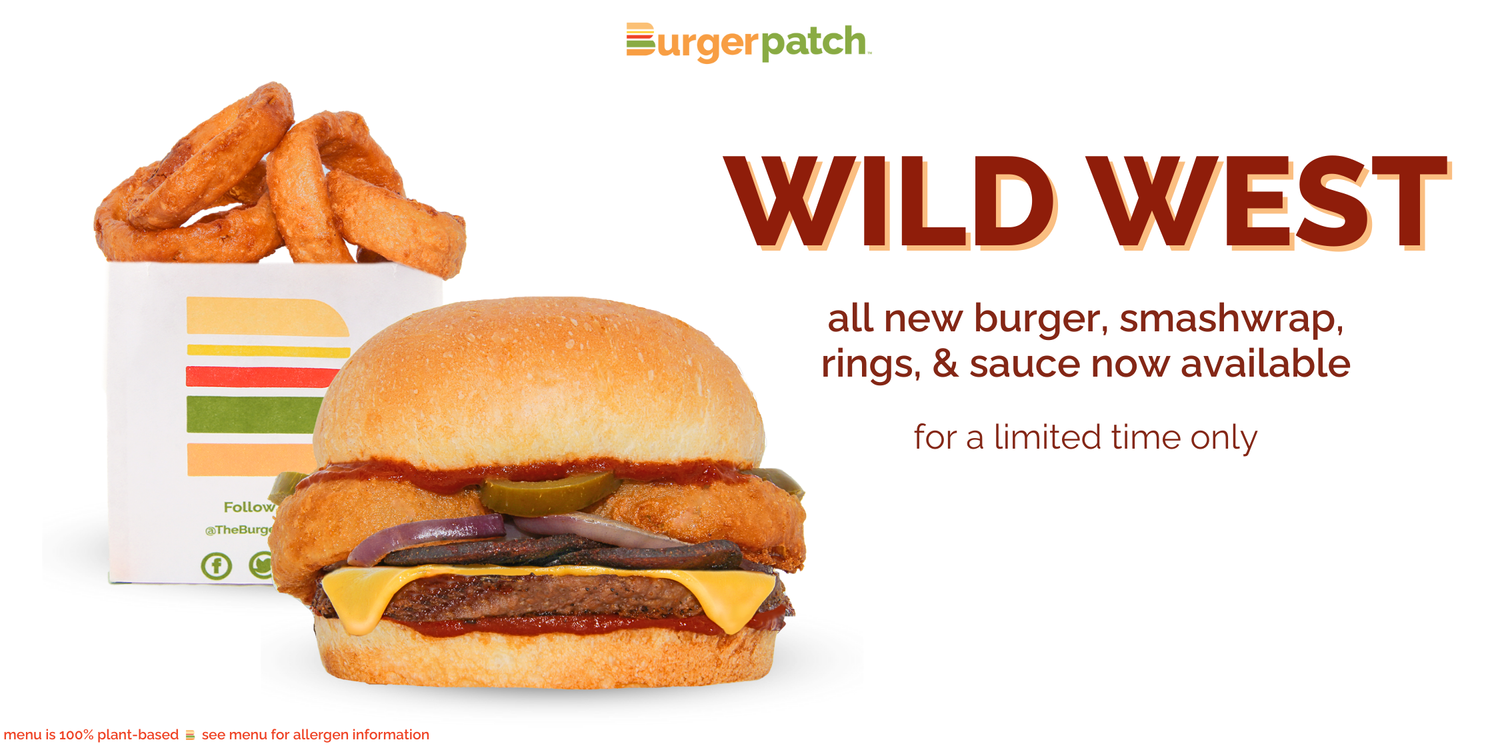 Burgerpatch™
WILD WEST
all new burger, smashwrap,
rings, & sauce now available
for a limited time only
Follow
@TheBurge
menu is 100% plant-based see menu for allergen information